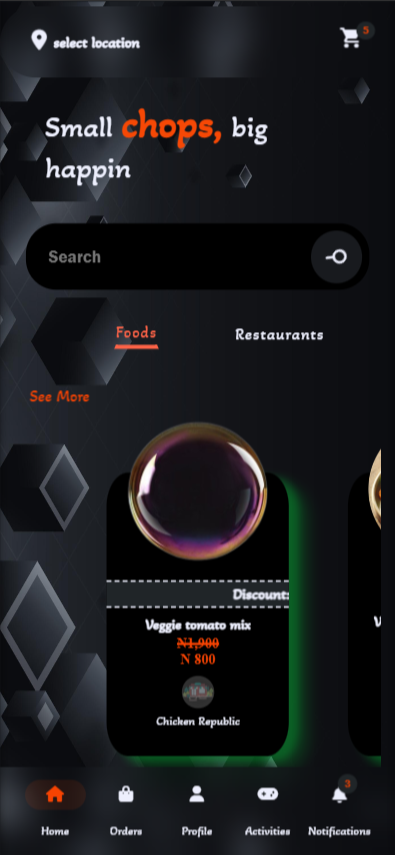 select location
5
Small chops, big
happin
Search
Foods
Restaurants
See More
Discount:
Veggie tomato mix
N1,900
N 800
Chicken Republic
3
Home
Orders
Profile
Activities
Notifications